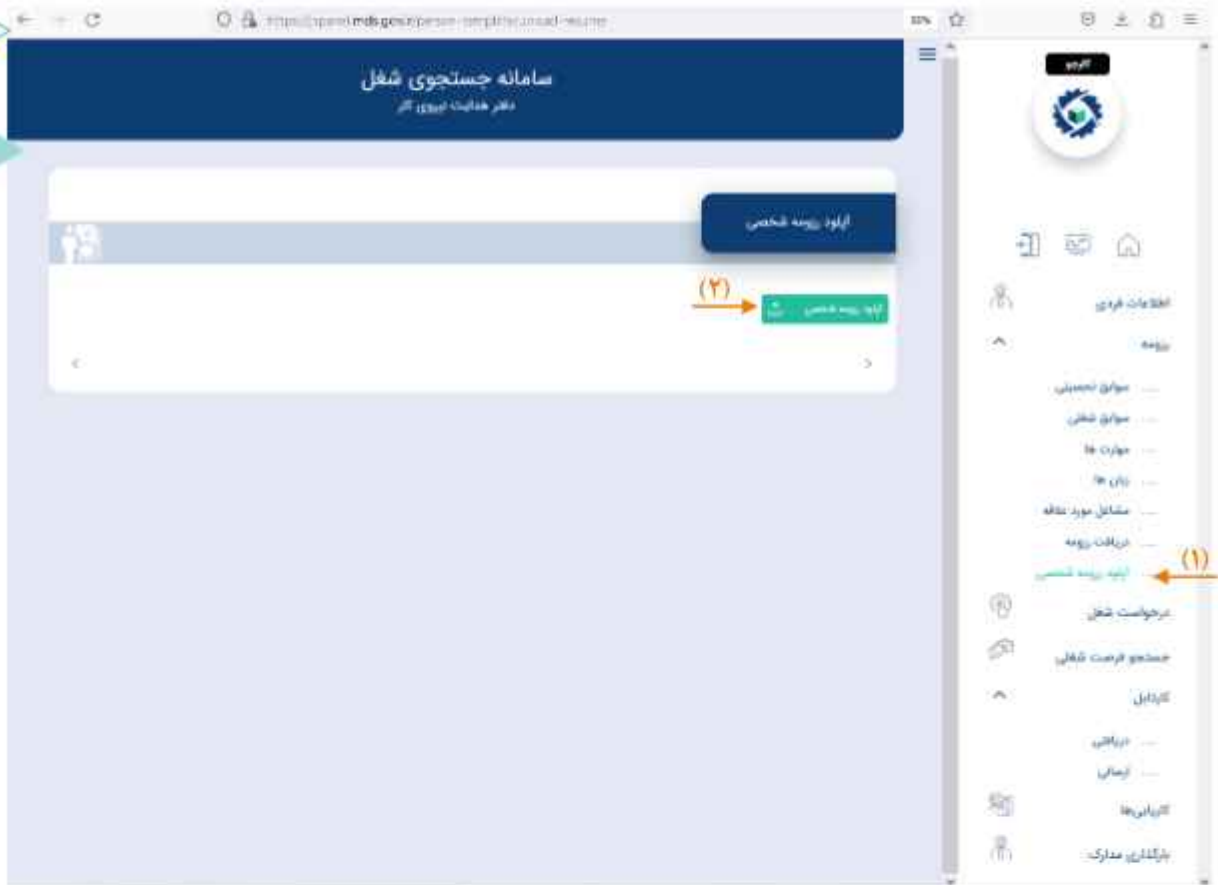 سامانه جستجوی شغل
دفتر هدایت نیروی کار
آپلود رزومه شخصی
(۲)
آپلود رزومه شخصی
کارجو
اطلاعات فردی
رزومه
سوابق تحصیلی
سوابق شغلی
مهارت ها
زبان ها
مشاغل مورد علاقه
دریافت رزومه
آپلود رزومه شخصی
(۱)
درخواست شغل
جستجو فرصت شغلی
کارتابل
دریافتی
ارسالی
کاریابی‌ها
بارگذاری مدارک